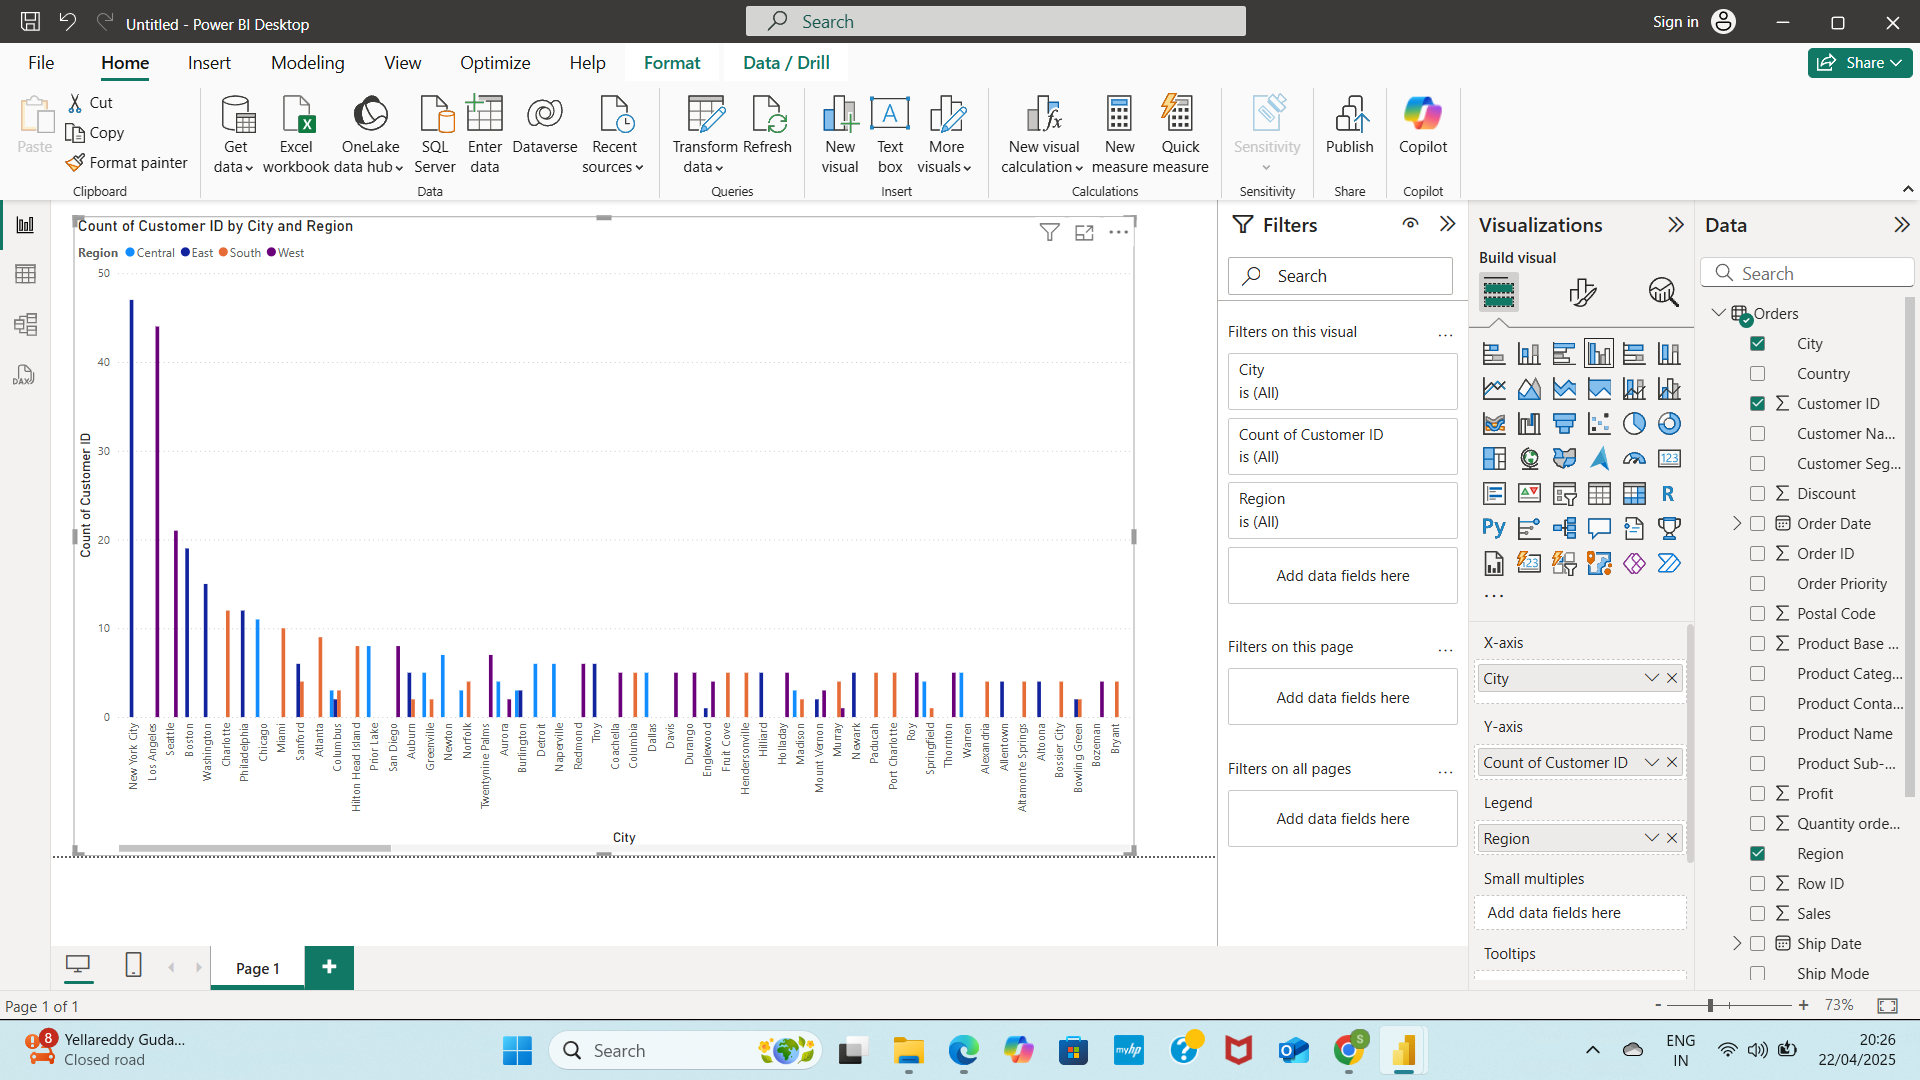 Untitled - Power BI Desktop
Search
Sign in
File
Home
Insert
Modeling
View
Optimize
Help
Format
Data / Drill
Share
Paste
Cut
Copy
Format painter
Clipboard
Get data
Excel workbook
OneLake data hub
SQL Server
Enter data
Dataverse
Recent sources
Data
Transform data
Refresh
Queries
New visual
Text box
More visuals
Insert
New visual calculation
New measure
Quick measure
Calculations
Sensitivity
Sensitivity
Publish
Share
Copilot
Copilot
DAX
Count of Customer ID by City and Region
Region Central East South West
Count of Customer ID
50
40
30
20
10
0
New York City
Los Angeles
Seattle
Boston
Washington
Charlotte
Philadelphia
Chicago
Miami
Sanford
Atlanta
Columbus
Hilton Head Island
Prior Lake
San Diego
Auburn
Greenville
Newton
Norfolk
Twentynine Palms
Aurora
Burlington
Detroit
Naperville
Redmond
Troy
Coachella
Columbia
Dallas
Davis
Durango
Englewood
Fruit Cove
Hendersonville
Hilliard
Holladay
Madison
Mount Vernon
Murray
Newark
Paducah
Port Charlotte
Roy
Springfield
Thornton
Warren
Alexandria
Allentown
Altamonte Springs
Altoona
Bossier City
Bowling Green
Bozeman
Bryant
City
Filters
Search
Filters on this visual
...
City
is (All)
Count of Customer ID
is (All)
Region
is (All)
Add data fields here
Filters on this page
...
Add data fields here
Filters on all pages
...
Add data fields here
Visualizations
Build visual
123
R
Py
123
...
X-axis
City
Y-axis
Count of Customer ID
Legend
Region
Small multiples
Add data fields here
Tooltips
Data
Search
Orders
City
Country
Customer ID
Customer Na...
Customer Seg...
Discount
Order Date
Order ID
Order Priority
Postal Code
Product Base ...
Product Categ...
Product Conta...
Product Name
Product Sub-...
Profit
Quantity orde...
Region
Row ID
Sales
Ship Date
Ship Mode
Page 1
Page 1 of 1
- + 73%
8
Yellareddy Guda...
Closed road
Search
myhp
S
ENG
IN
20:26
22/04/2025